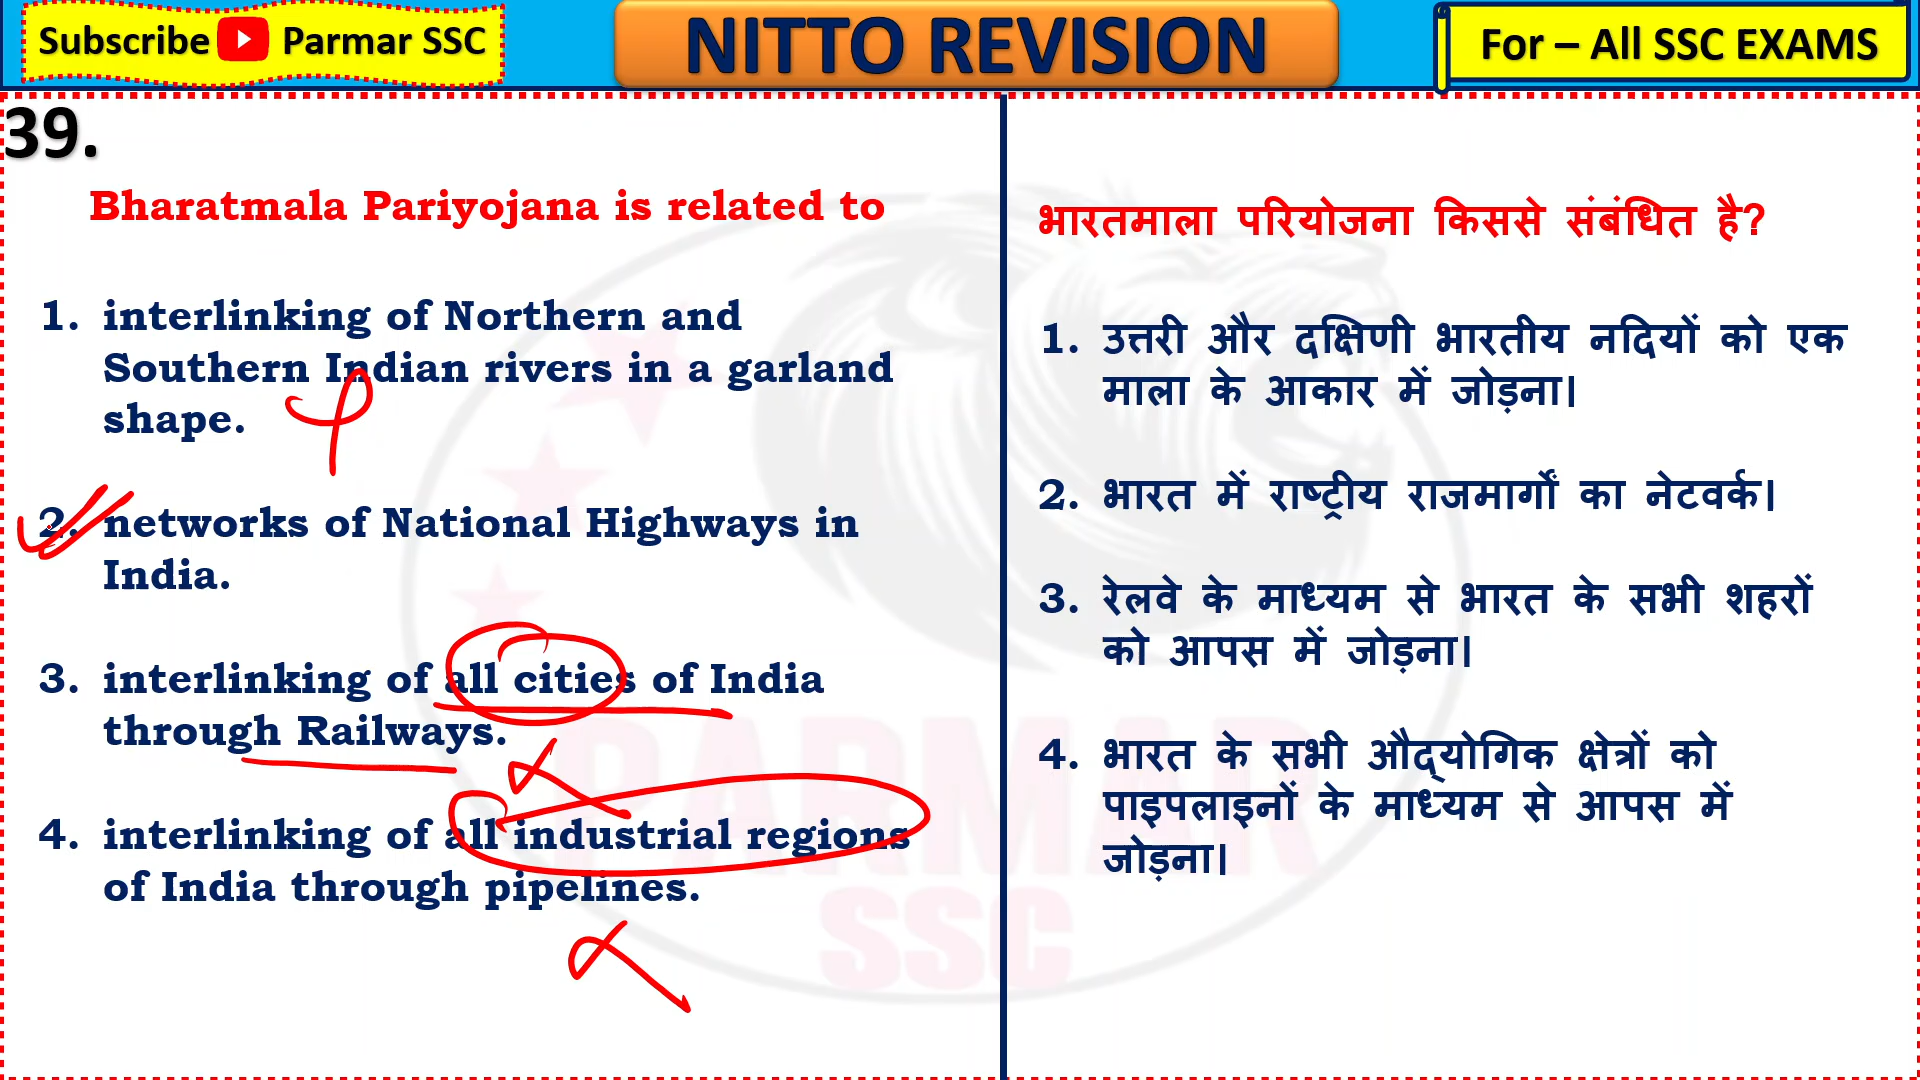 Subscribe Parmar SSC
NITTO REVISION
For – All SSC EXAMS
39.
Bharatmala Pariyojana is related to
1. interlinking of Northern and
Southern Indian rivers in a garland
shape.
2. networks of National Highways in
India.
3. interlinking of all cities of India
through Railways.
4. interlinking of all industrial regions
of India through pipelines.
भारतमाला परियोजना किससे संबंधित है?
1. उत्तरी और दक्षिणी भारतीय नदियों को एक
माला के आकार में जोड़ना।
2. भारत में राष्ट्रीय राजमार्गों का नेटवर्क।
3. रेलवे के माध्यम से भारत के सभी शहरों
को आपस में जोड़ना।
4. भारत के सभी औद्योगिक क्षेत्रों को
पाइपलाइनों के माध्यम से आपस में
जोड़ना।
PARMAR
SSC